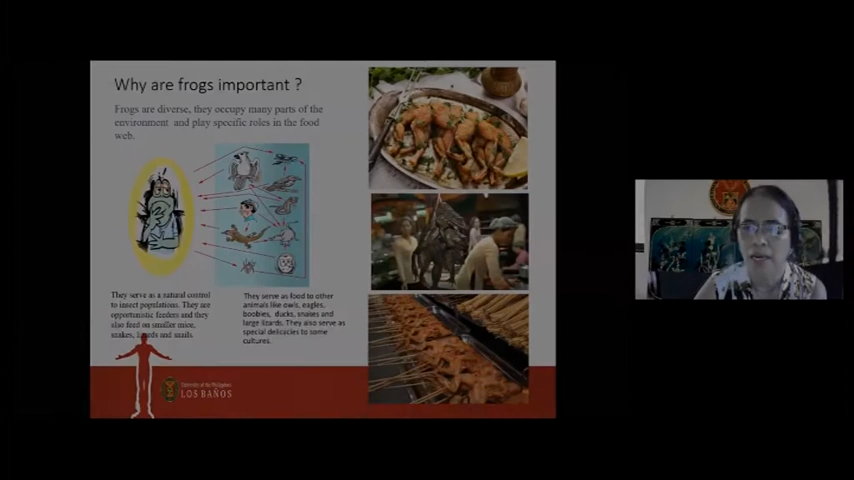 Why are frogs important ?
Frogs are diverse, they occupy many parts of the
environment and play specific roles in the food
web.
They serve as a natural control
to insect populations. They are
opportunistic feeders and they
also feed on smaller mice,
snakes, lizards and snails.
They serve as food to other
animals like owls, eagles,
boobies, ducks, snakes and
large lizards. They also serve as
special delicacies to some
cultures.
University of the Philippines
LOS BAÑOS